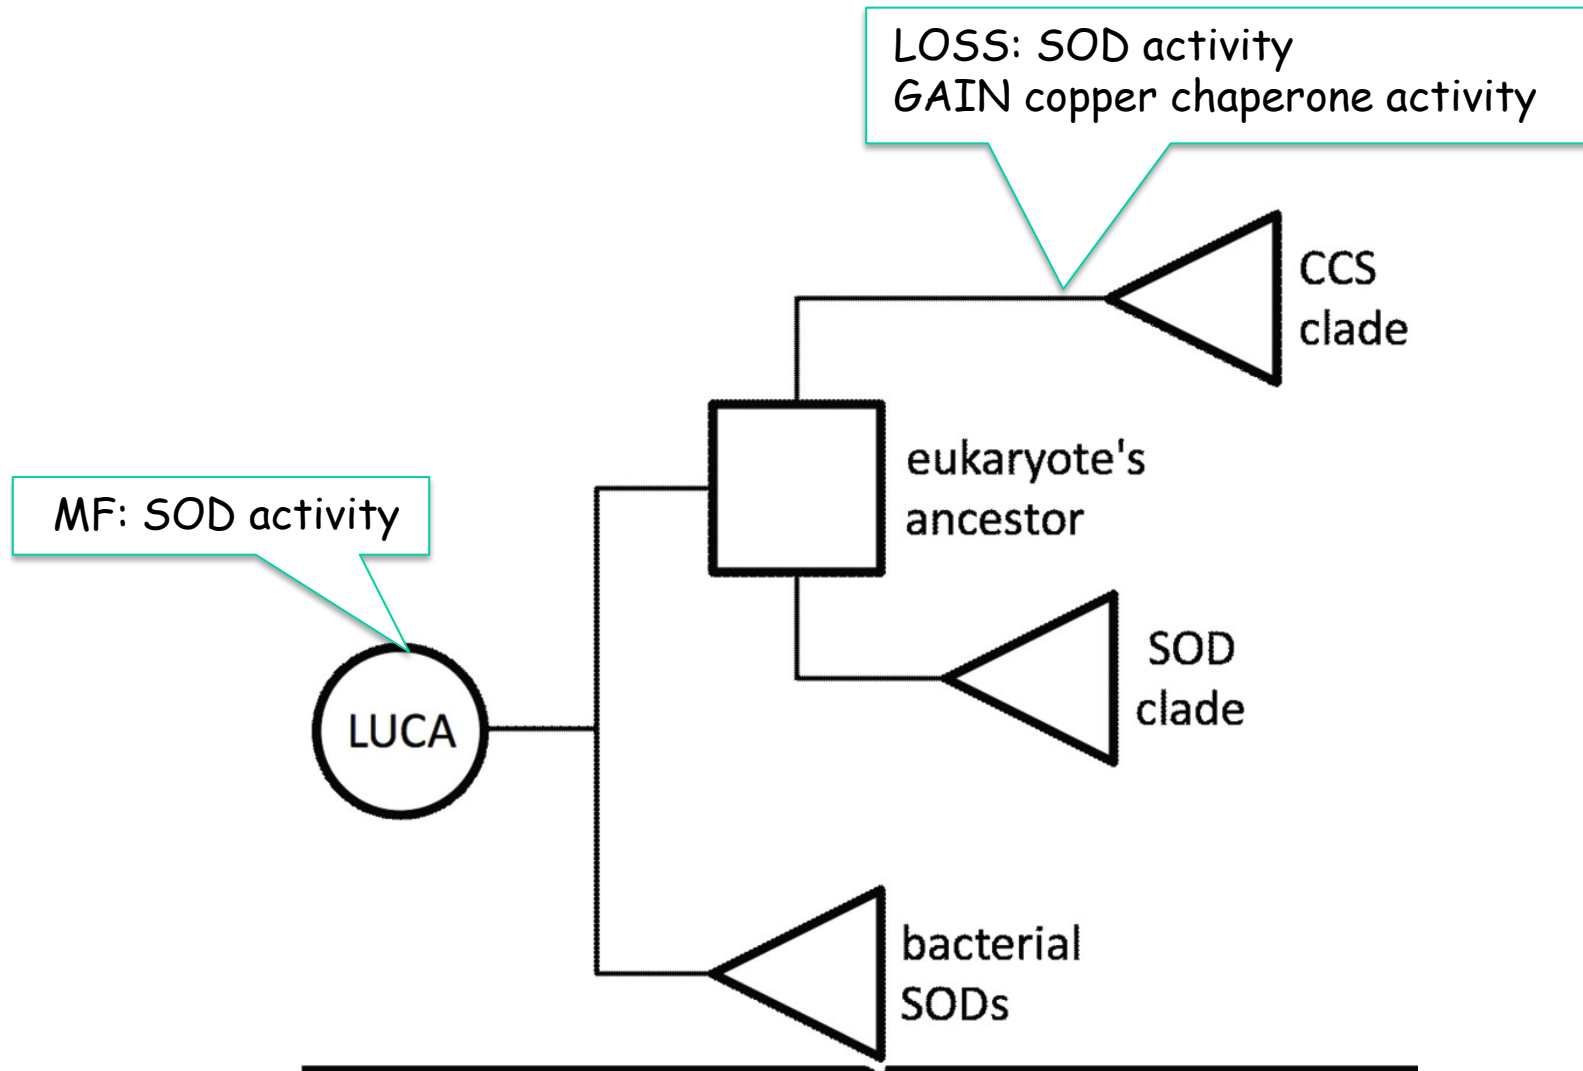 LOSS: SOD activity
GAIN copper chaperone activity
CCS
clade
eukaryote's
ancestor
MF: SOD activity
SOD
clade
LUCA
bacterial
SODs